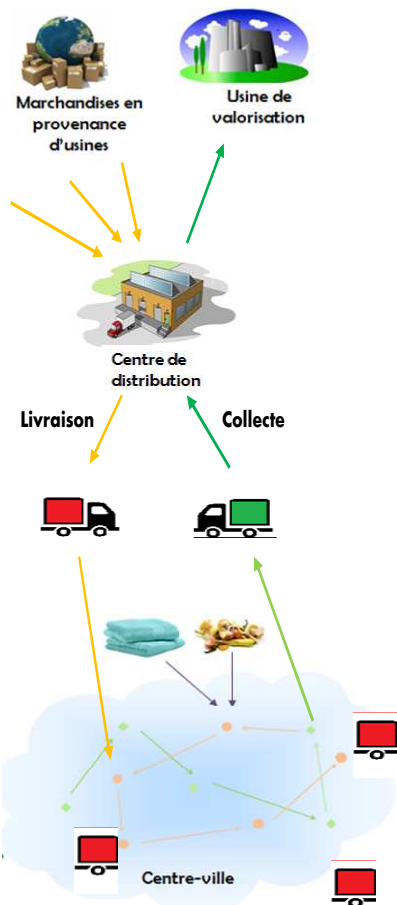 Marchandises en
provenance
d'usines
Usine de
valorisation
Centre de
distribution
Livraison
Collecte
Centre-ville